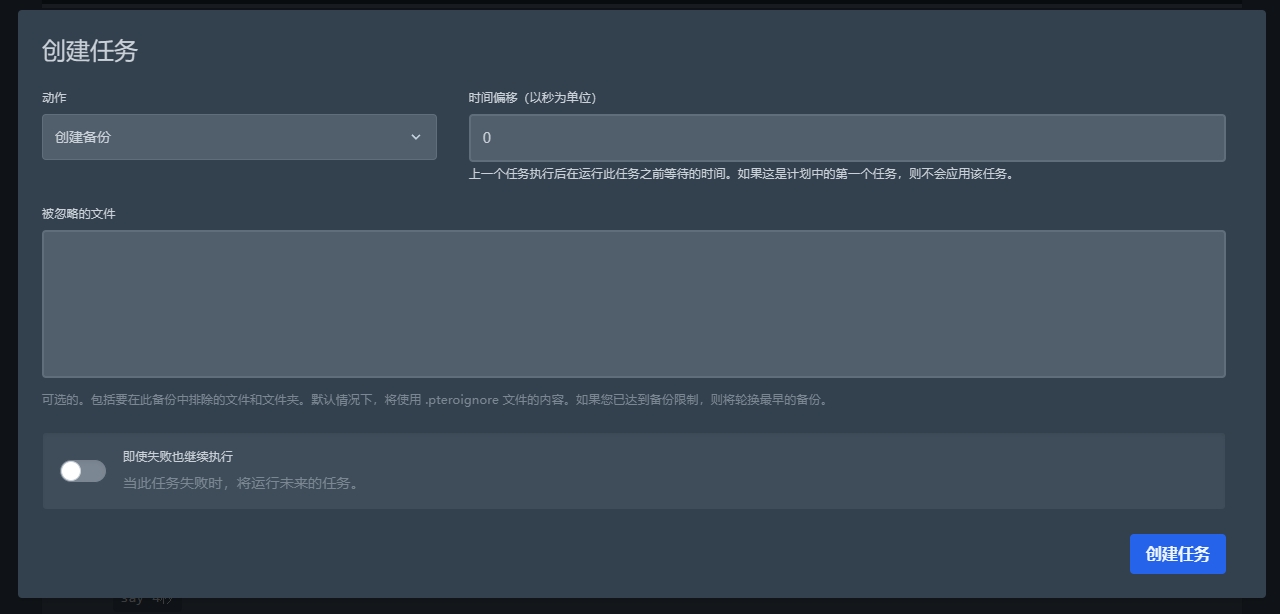 创建任务
动作
时间偏移（以秒为单位）
创建备份
0
上一个任务执行后在运行此任务之前等待的时间。如果这是计划中的第一个任务，则不会应用该任务。
被忽略的文件
可选的。包括要在此备份中排除的文件和文件夹。默认情况下，将使用 .pteroignore 文件的内容。如果您已达到备份限制，则将轮换最早的备份。
即使失败也继续执行
当此任务失败时，将运行未来的任务。
创建任务